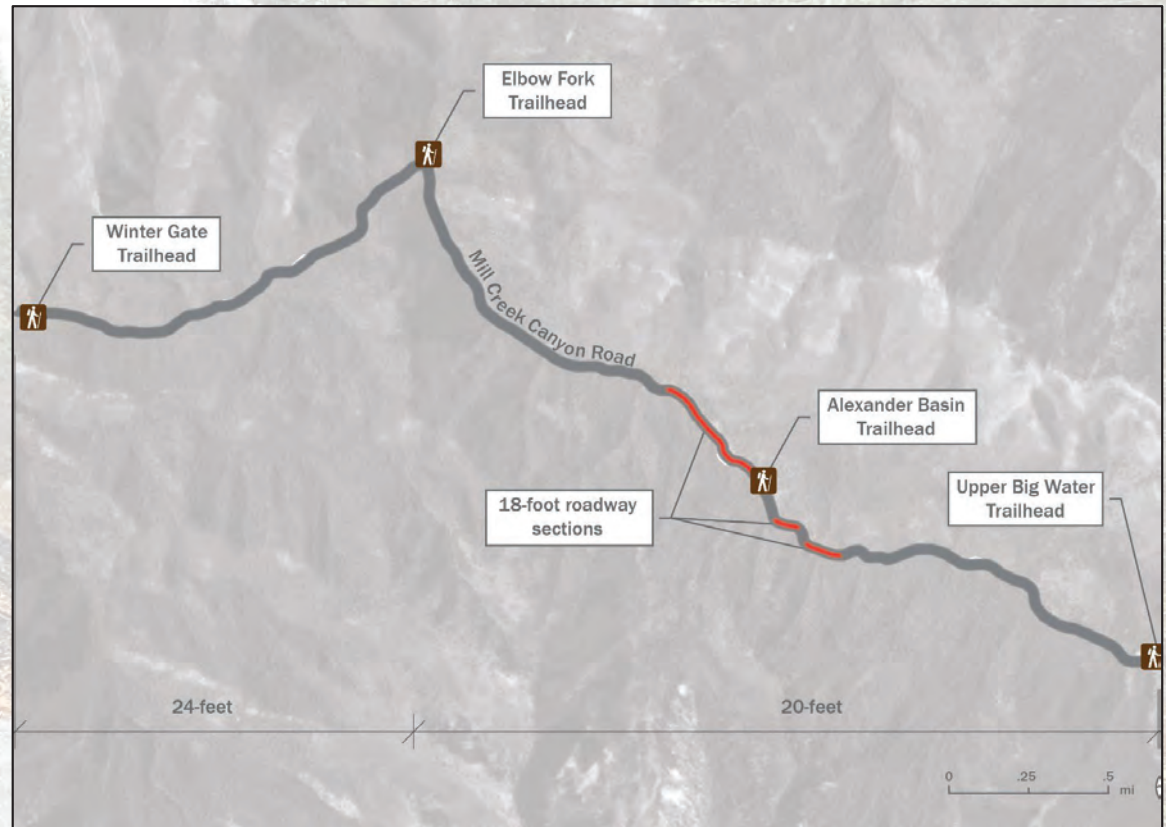 Elbow Fork
Trailhead
Winter Gate
Trailhead
Mill Creek Canyon Road
Alexander Basin
Trailhead
18-foot roadway
sections
Upper Big Water
Trailhead
24-feet
20-feet
0 .25 .5
mi